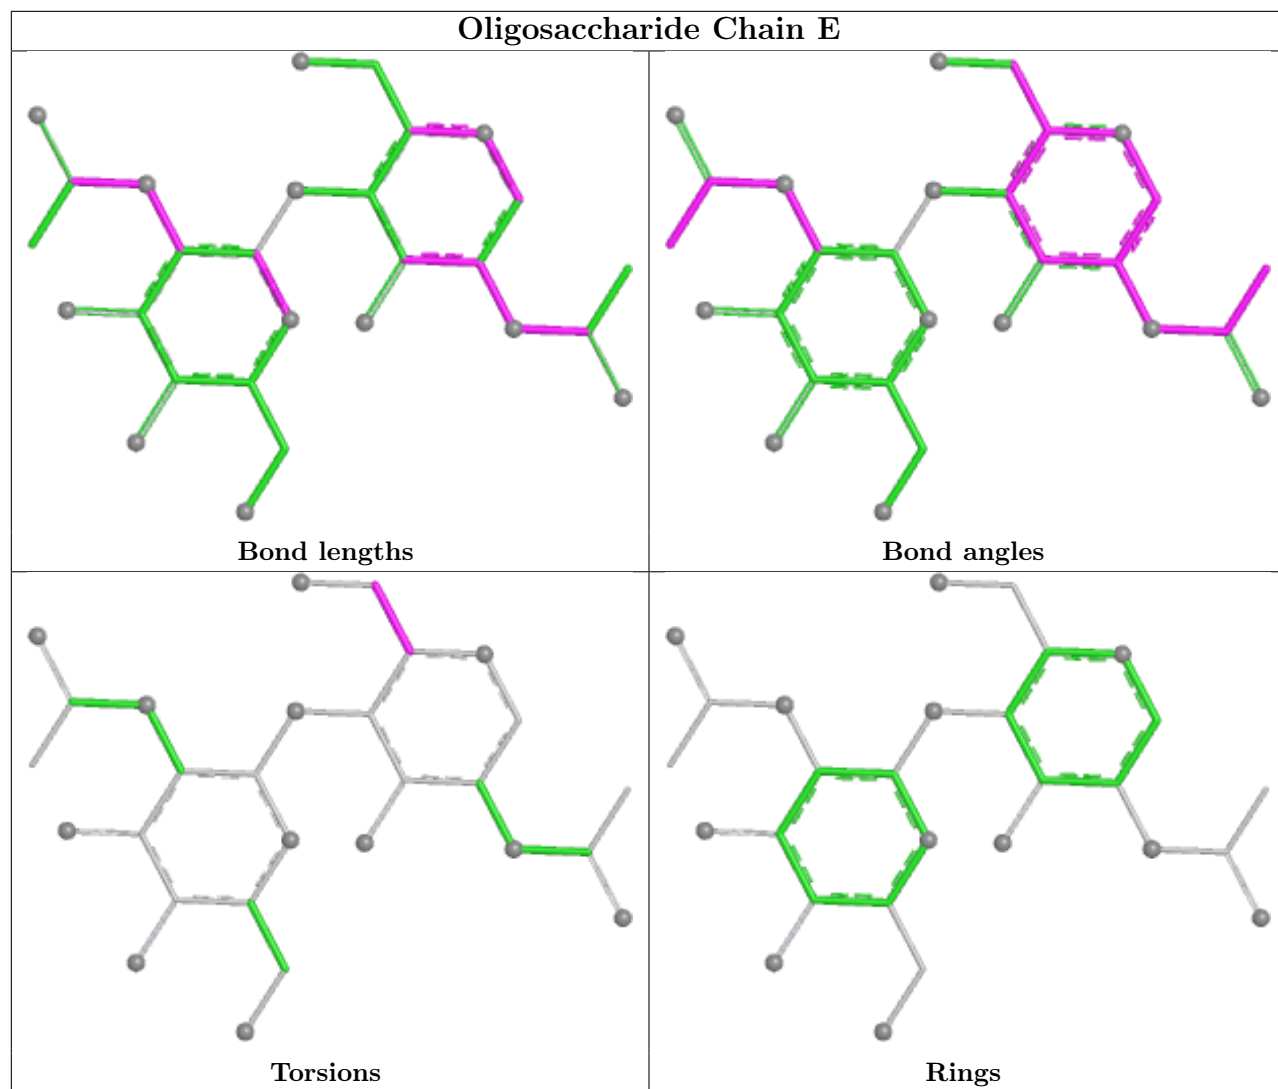 Oligosaccharide Chain E
Bond lengths
Bond angles
Torsions
Rings